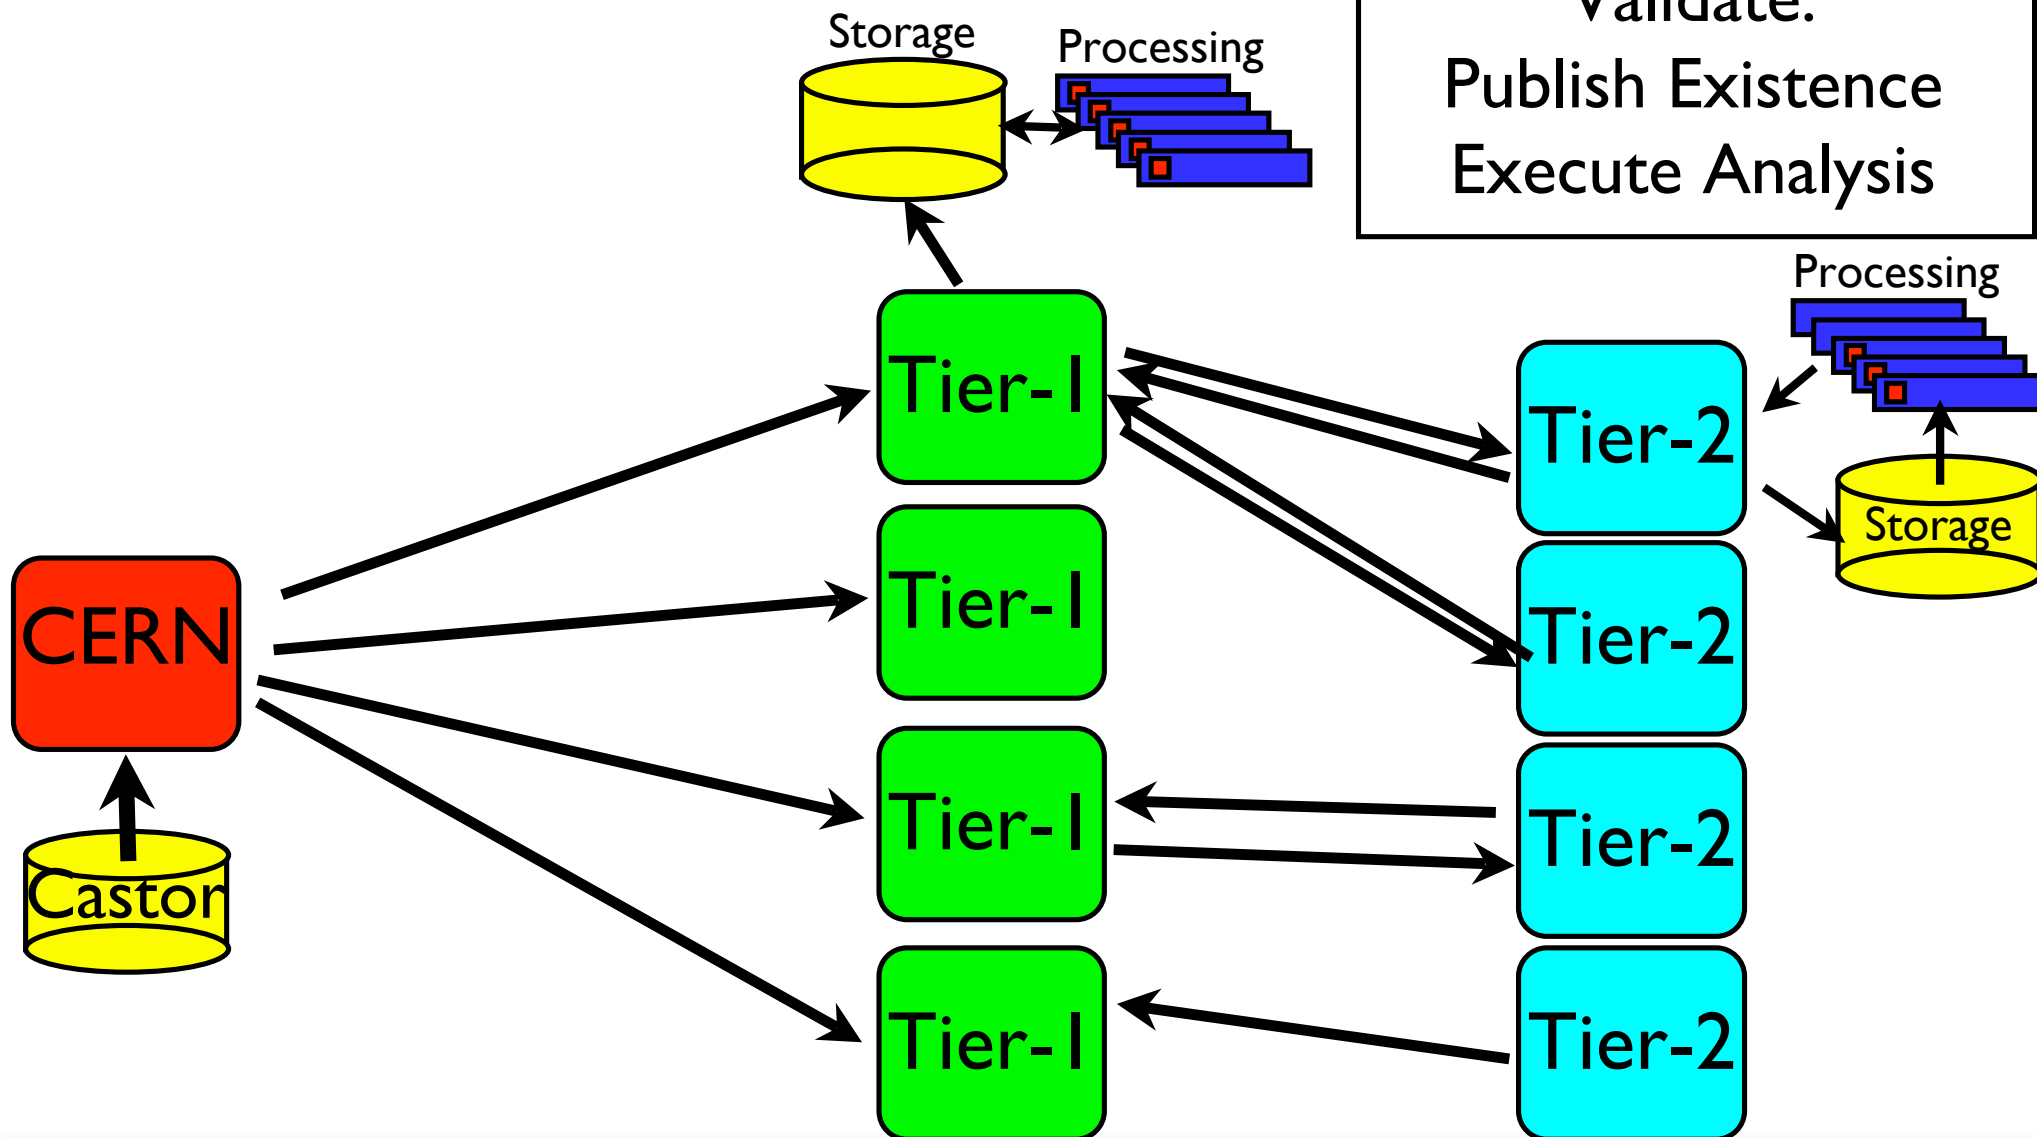 Validate:
Publish Existence
Execute Analysis
Storage
Processing
Processing
Tier-1
Tier-2
Storage
Tier-1
CERN
Tier-2
Tier-1
Tier-2
Castor
Tier-1
Tier-2